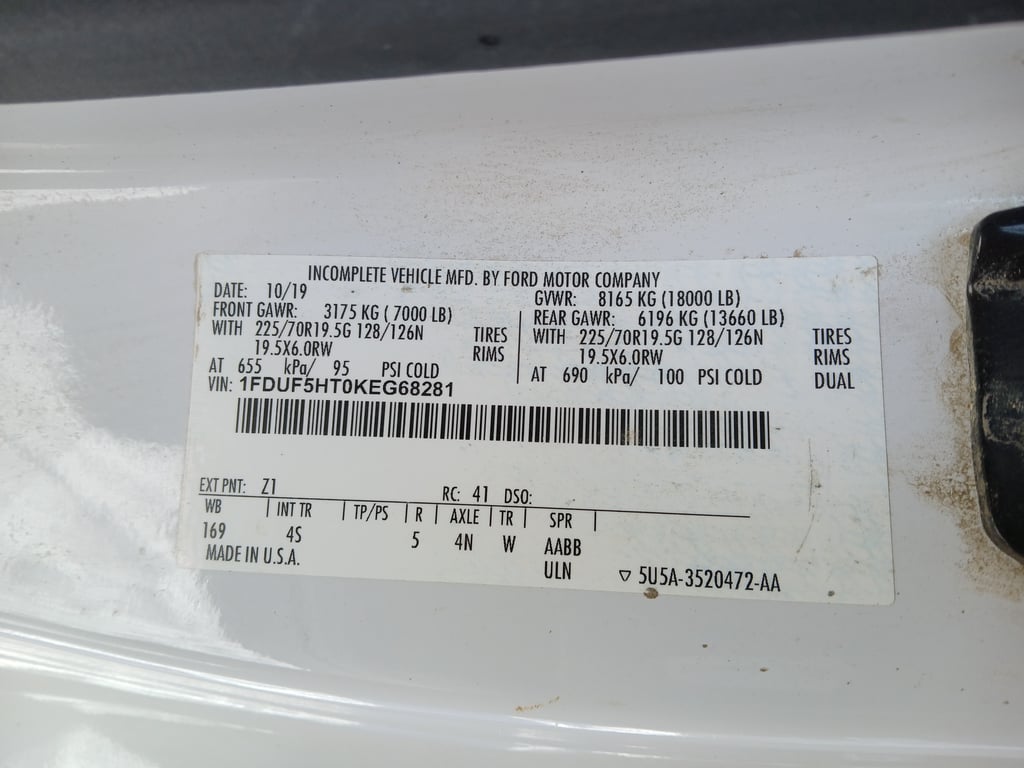 INCOMPLETE VEHICLE MFD. BY FORD MOTOR COMPANY
DATE: 10/19 GVWR: 8165 KG (18000 LB)
FRONT GAWR: 3175 KG ( 7000 LB) REAR GAWR: 6196 KG (13660 LB)
WITH 225/70R19.5G 128/126N TIRES WITH 225/70R19.5G 128/126N TIRES
19.5X6.0RW RIMS 19.5X6.0RW RIMS
AT 655 kPa/ 95 PSI COLD AT 690 kPa/ 100 PSI COLD DUAL
VIN: 1FDUF5HT0KEG68281
EXT PNT: Z1 RC: 41 DSO:
WB INT TR TP/PS R AXLE TR SPR
169 4S 5 4N W AABB
MADE IN U.S.A. ULN ▽ 5U5A-3520472-AA